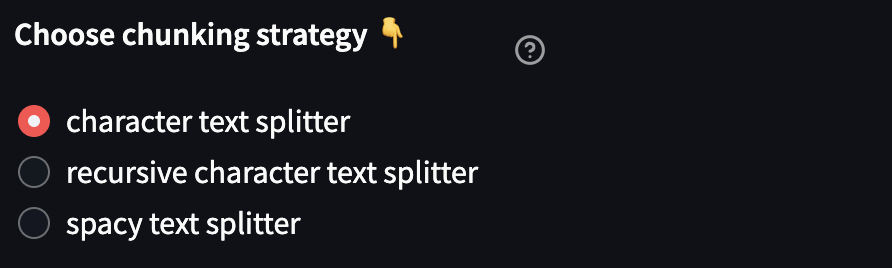 Choose chunking strategy 👇
?
character text splitter
recursive character text splitter
spacy text splitter